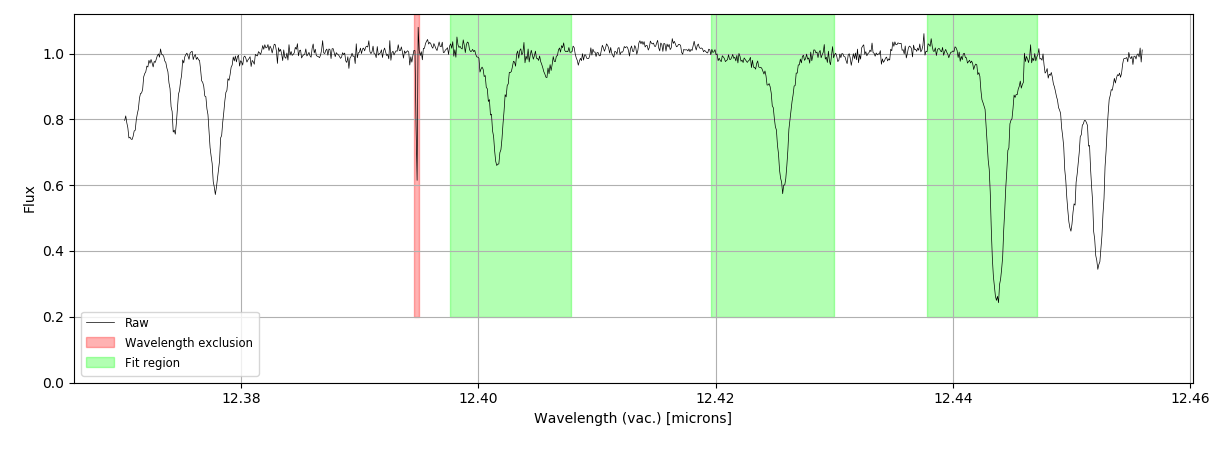 1.0
0.8
0.6
0.4
0.2
0.0
Flux
Raw
Wavelength exclusion
Fit region
12.38
12.40
12.42
12.44
12.46
Wavelength (vac.) [microns]